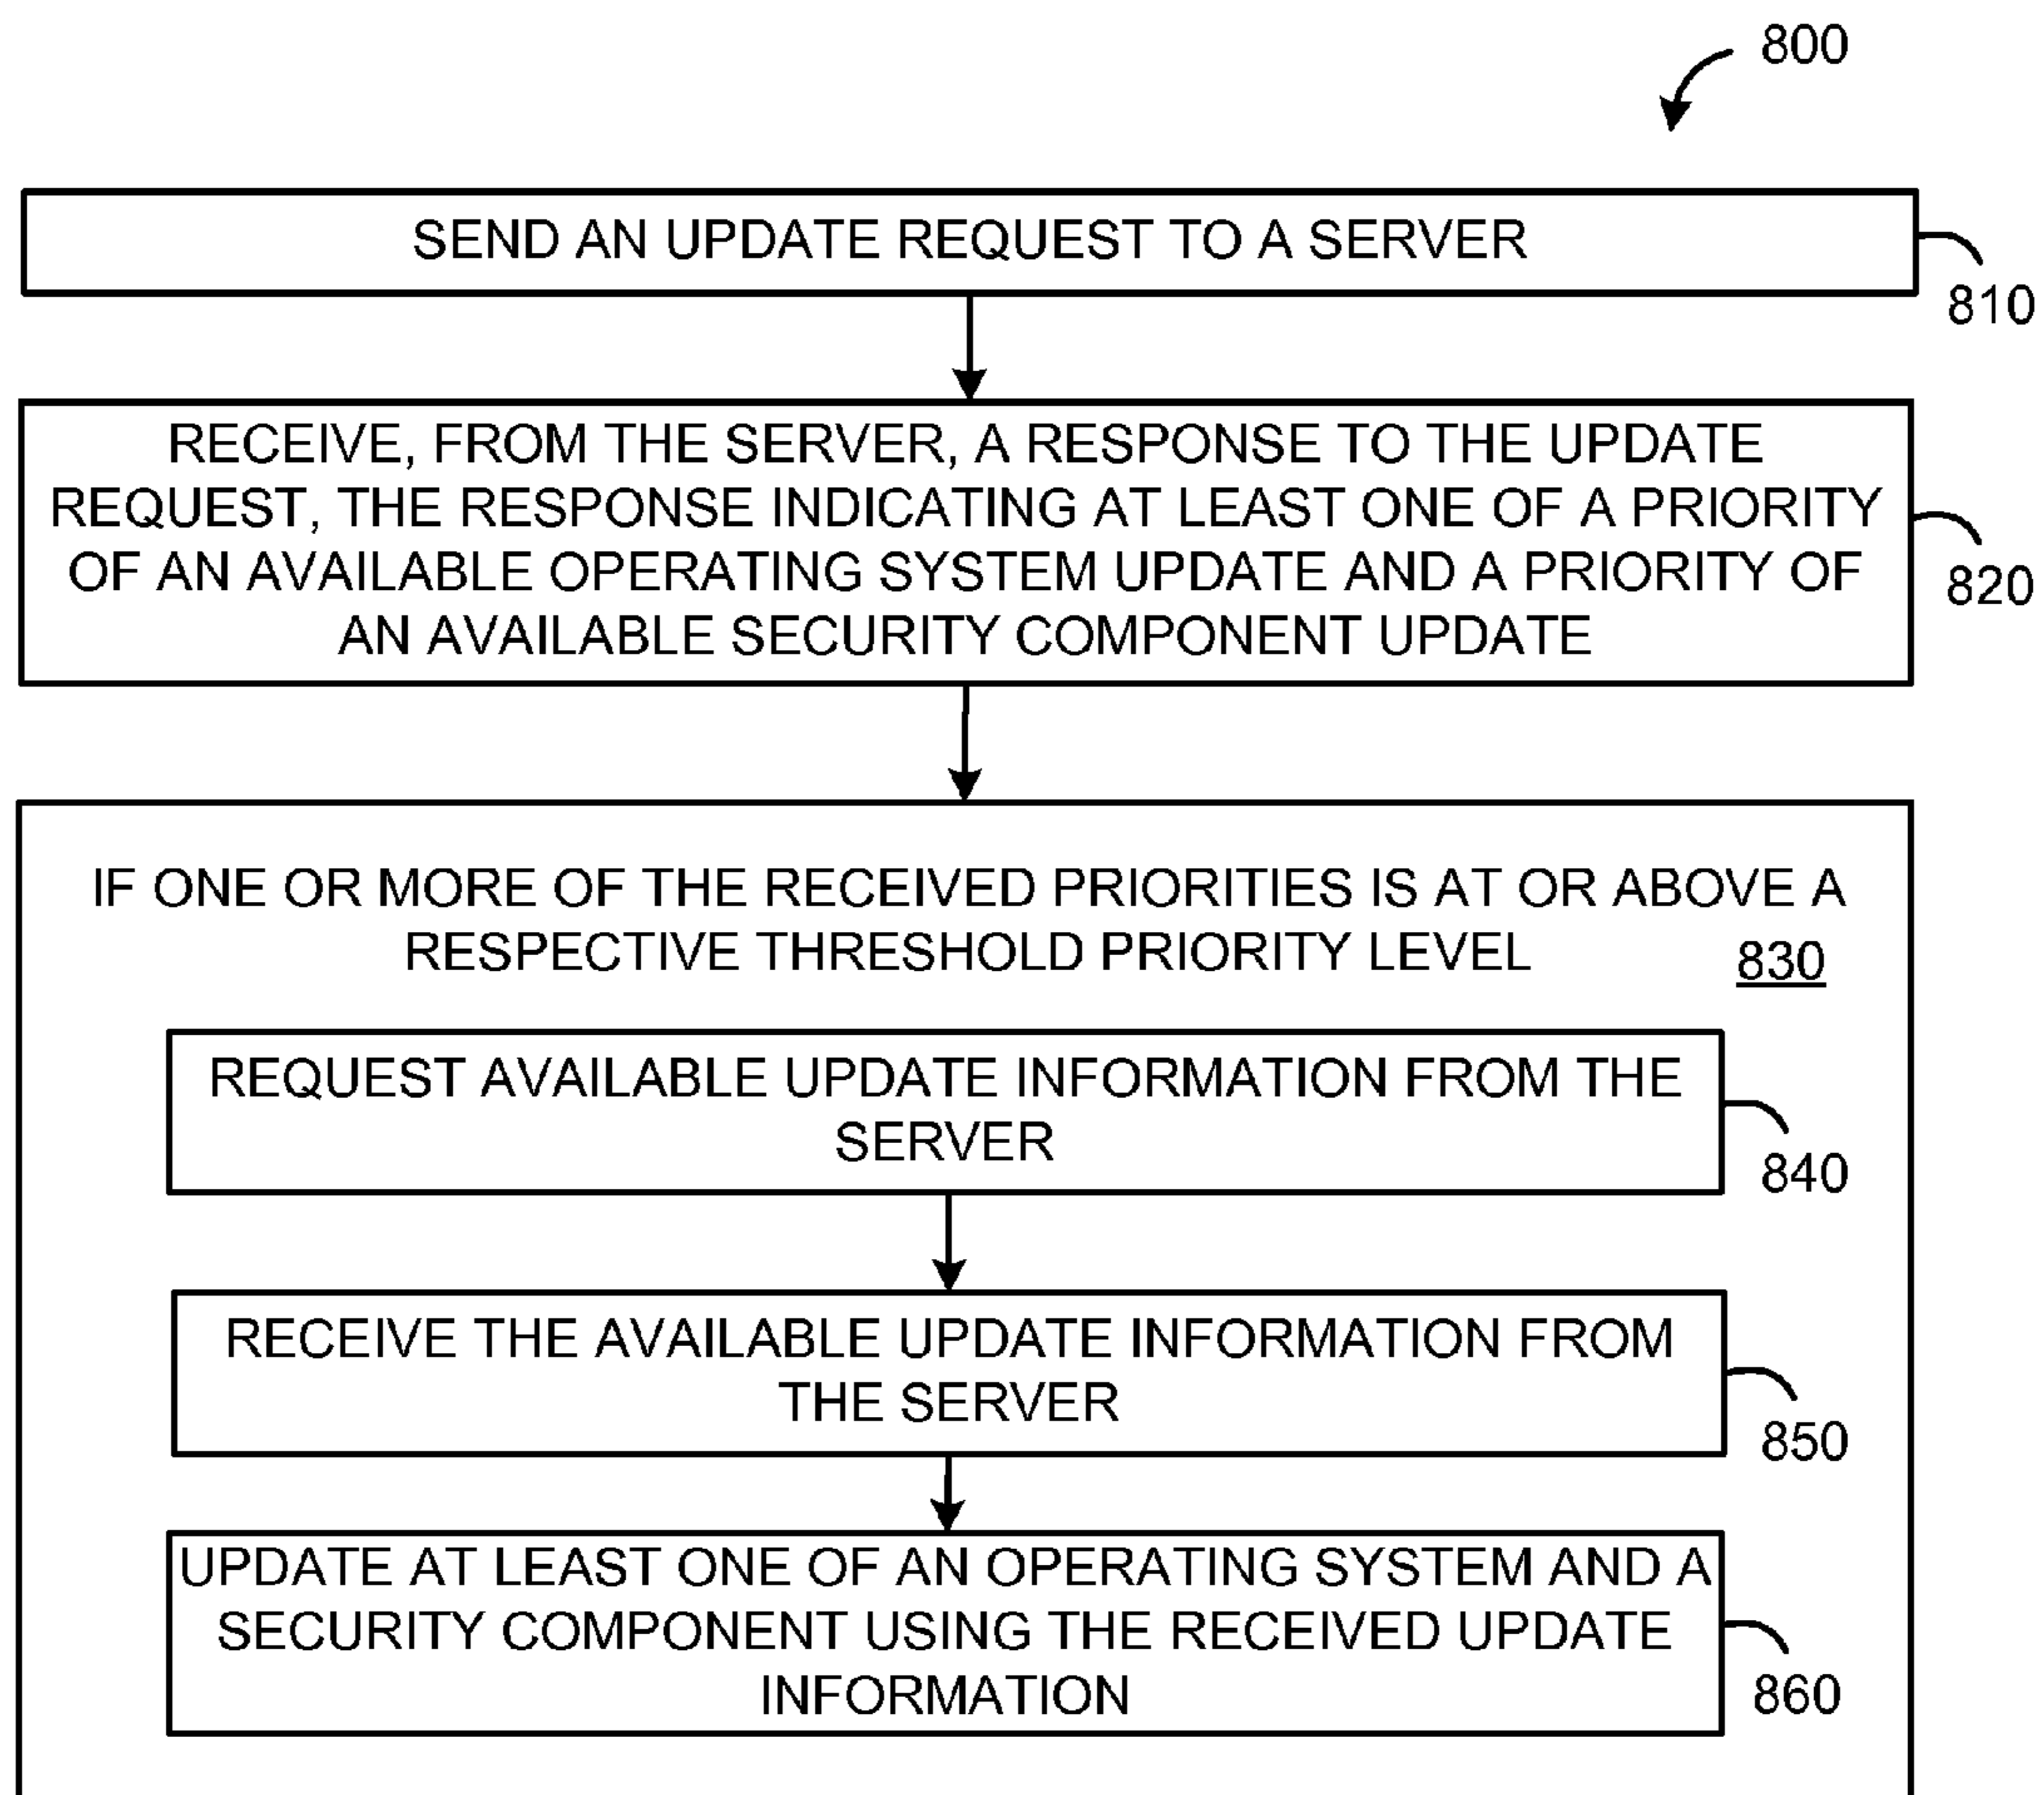 800
SEND AN UPDATE REQUEST TO A SERVER
810
RECEIVE, FROM THE SERVER, A RESPONSE TO THE UPDATE
REQUEST, THE RESPONSE INDICATING AT LEAST ONE OF A PRIORITY
OF AN AVAILABLE OPERATING SYSTEM UPDATE AND A PRIORITY OF
AN AVAILABLE SECURITY COMPONENT UPDATE
820
IF ONE OR MORE OF THE RECEIVED PRIORITIES IS AT OR ABOVE A
RESPECTIVE THRESHOLD PRIORITY LEVEL
830
REQUEST AVAILABLE UPDATE INFORMATION FROM THE
SERVER
840
RECEIVE THE AVAILABLE UPDATE INFORMATION FROM
THE SERVER
850
UPDATE AT LEAST ONE OF AN OPERATING SYSTEM AND A
SECURITY COMPONENT USING THE RECEIVED UPDATE
INFORMATION
860